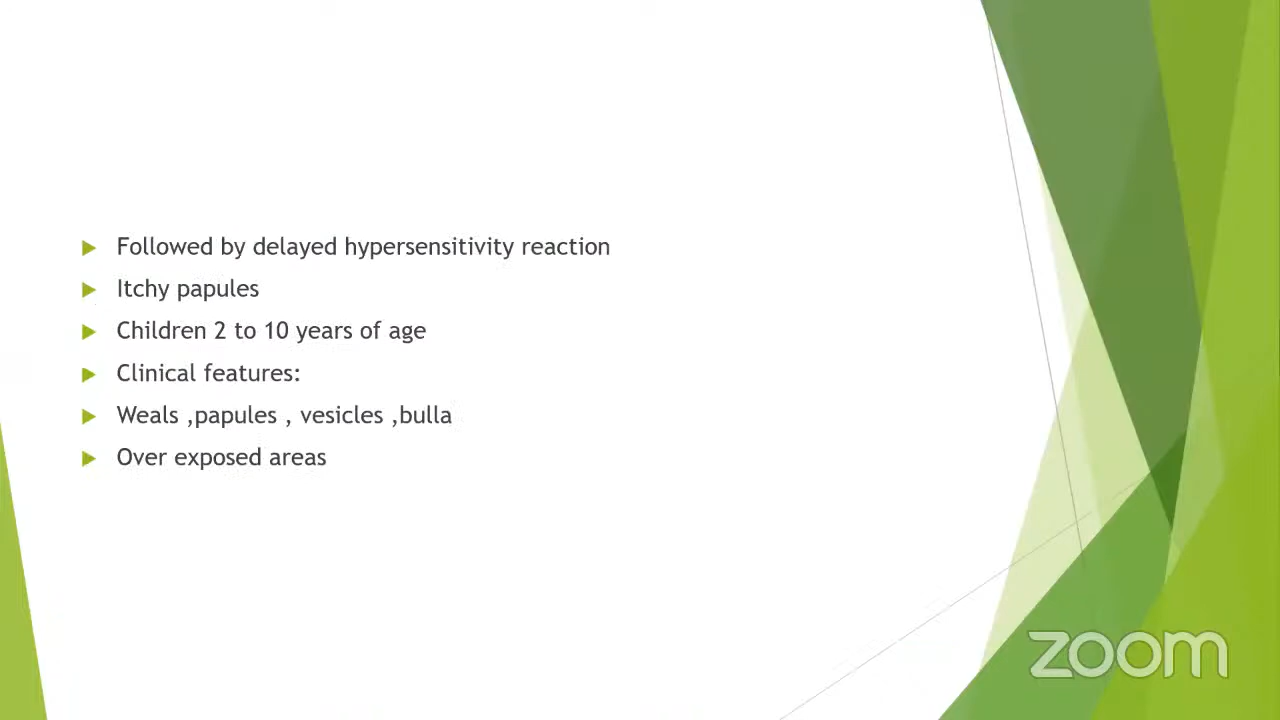 Followed by delayed hypersensitivity reaction
Itchy papules
Children 2 to 10 years of age
Clinical features:
Weals ,papules , vesicles ,bulla
Over exposed areas
zoom